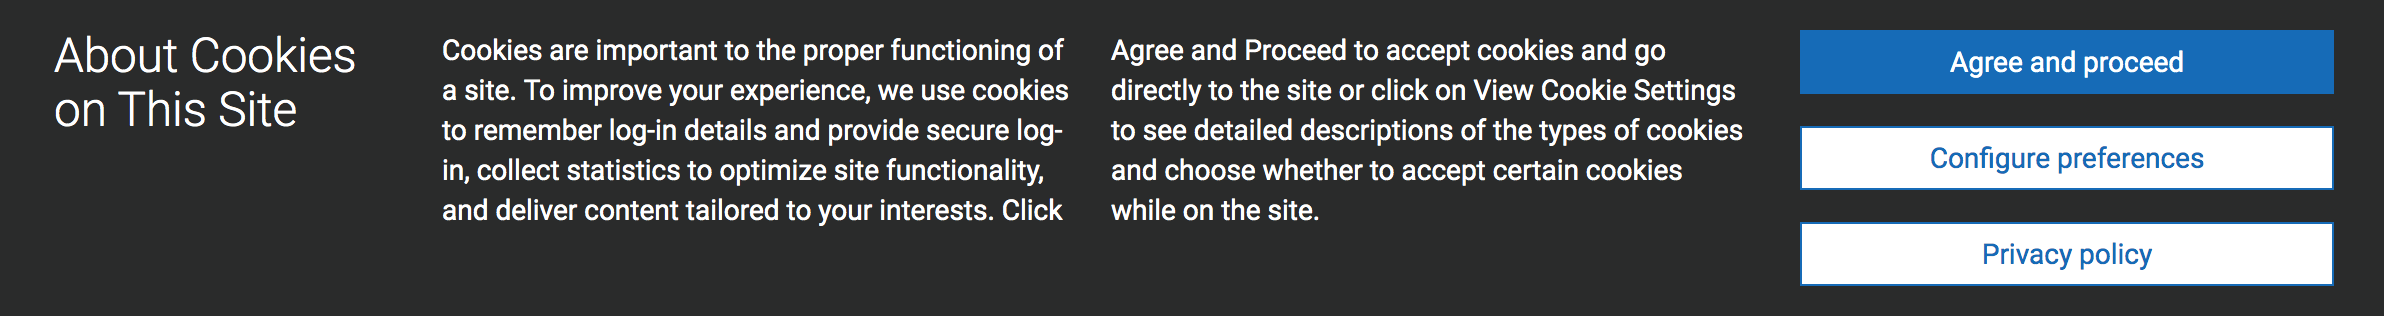 About Cookies
on This Site
Cookies are important to the proper functioning of
a site. To improve your experience, we use cookies
to remember log-in details and provide secure log-
in, collect statistics to optimize site functionality,
and deliver content tailored to your interests. Click
Agree and Proceed to accept cookies and go
directly to the site or click on View Cookie Settings
to see detailed descriptions of the types of cookies
and choose whether to accept certain cookies
while on the site.
Agree and proceed
Configure preferences
Privacy policy